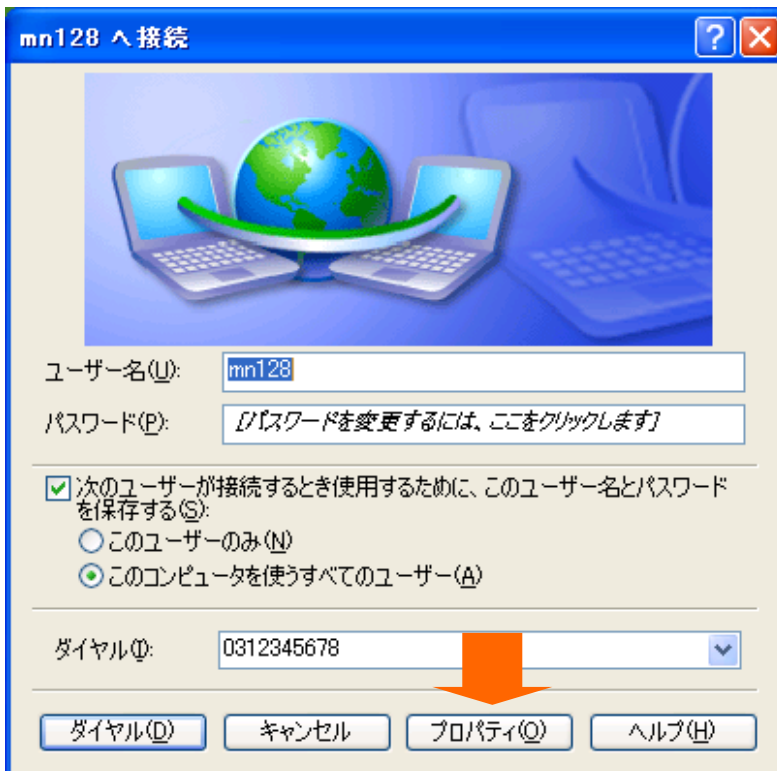 mn128 へ接続
ユーザー名(U):
mn128
パスワード(P):
[パスワードを変更するには、ここをクリックします]
次のユーザーが接続するとき使用するために、このユーザー名とパスワード
を保存する(S):
このユーザーのみ(N)
このコンピュータを使うすべてのユーザー(A)
ダイヤル(I):
0312345678
ダイヤル(D)
キャンセル
プロパティ(O)
ヘルプ(H)